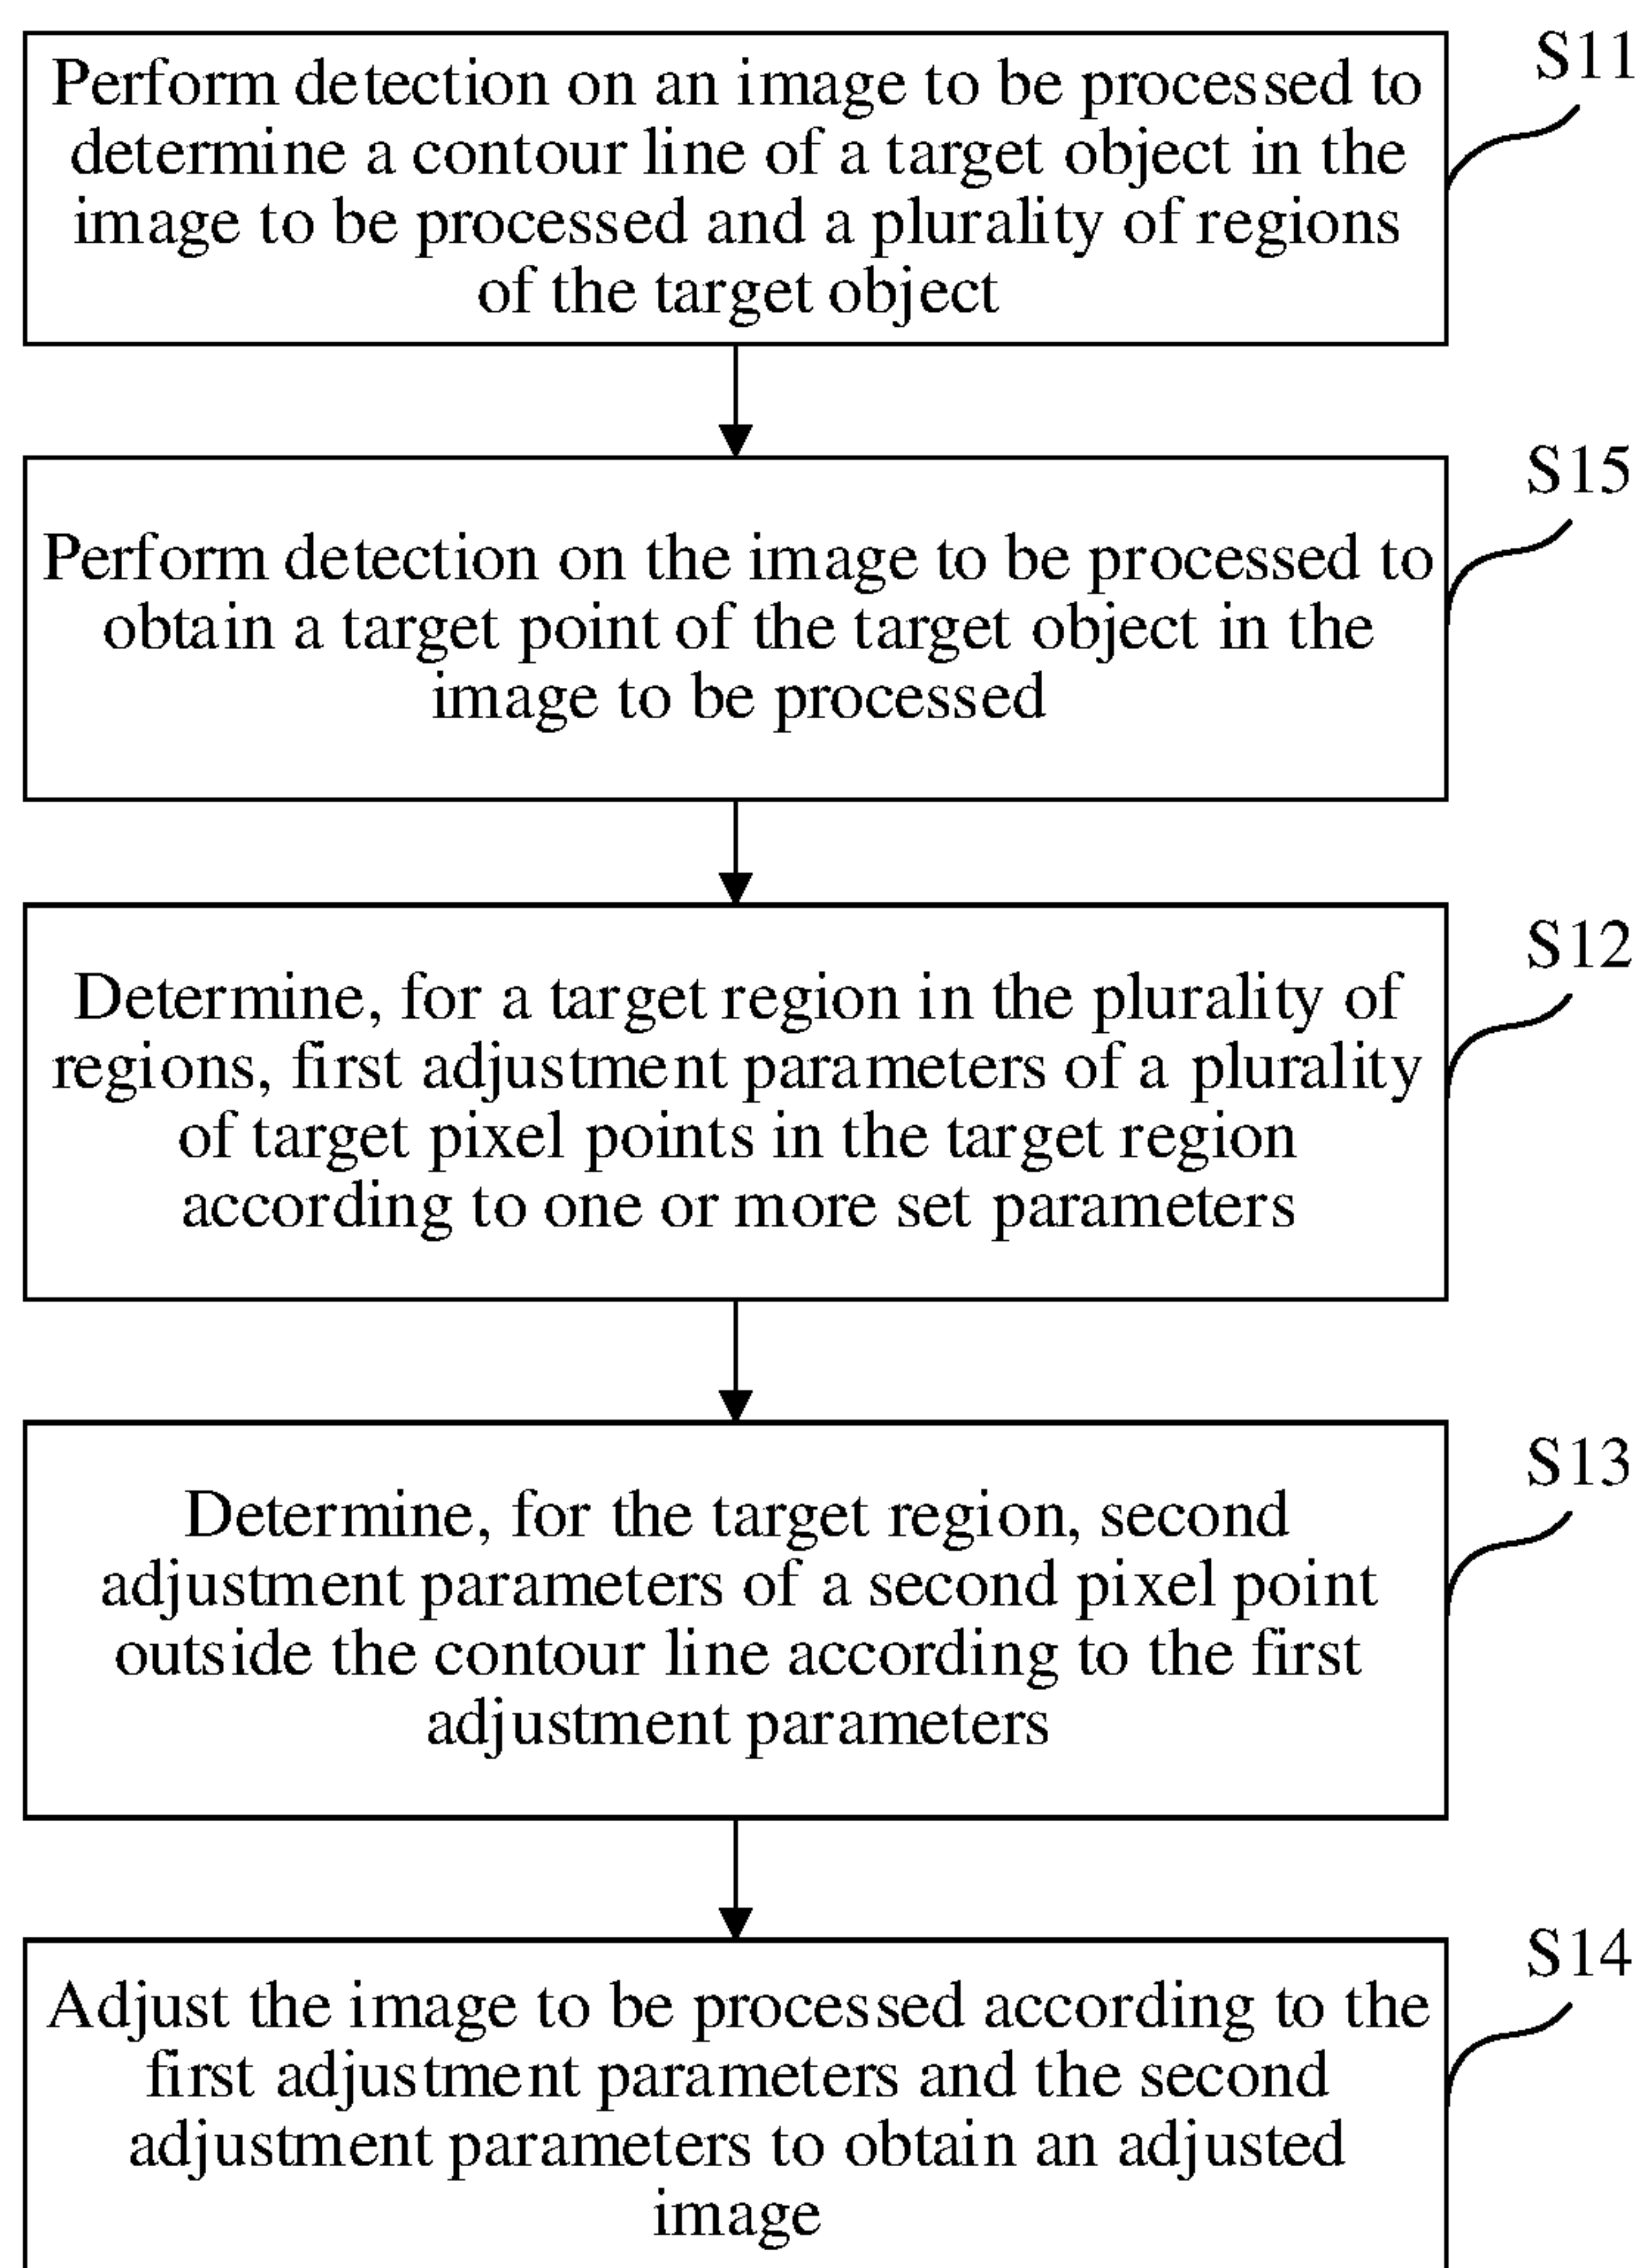 S11
Perform detection on an image to be processed to
determine a contour line of a target object in the
image to be processed and a plurality of regions
of the target object
S15
Perform detection on the image to be processed to
obtain a target point of the target object in the
image to be processed
S12
Determine, for a target region in the plurality of
regions, first adjustment parameters of a plurality
of target pixel points in the target region
according to one or more set parameters
S13
Determine, for the target region, second
adjustment parameters of a second pixel point
outside the contour line according to the first
adjustment parameters
S14
Adjust the image to be processed according to the
first adjustment parameters and the second
adjustment parameters to obtain an adjusted
image